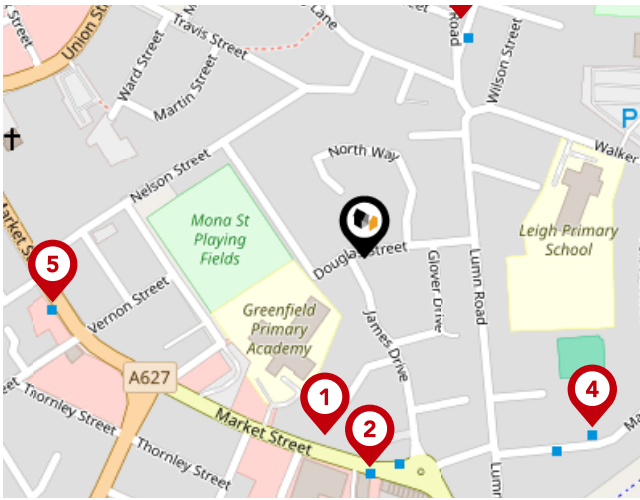 Travis Street
Lane
Road
Wilson Street
Union St
Ward Street
Martin Street
P
Walker
Nelson Street
North Way
Mona St
Playing
Fields
Leigh Primary
School
Market S
5
Douglas Street
Lumn Road
Glover Drive
Vernon Street
Greenfield
Primary
Academy
James Drive
A627
Thornley Street
1
2
4
Market Street
Thornley Street
Ma
Lumn